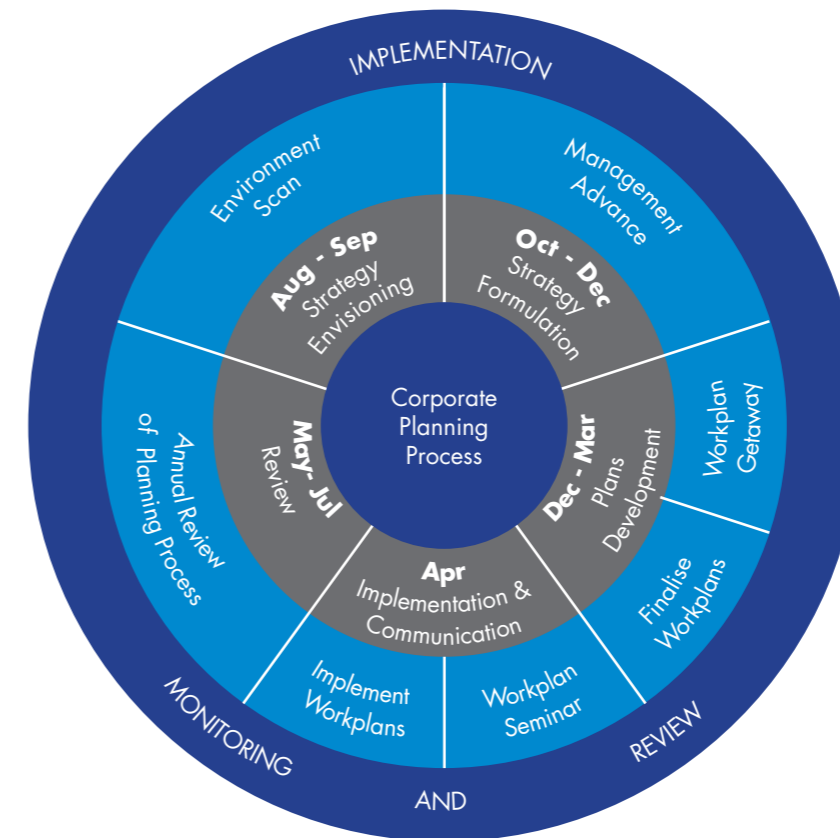 IMPLEMENTATION
Environment
Scan
Management
Advance
Aug - Sep
Strategy
Envisioning
Oct - Dec
Strategy
Formulation
Corporate
Planning
Process
Workplan
Getaway
Dec - Mar
Plans
Development
May- Jul
Review
Annual Review
of Planning Process
Apr
Implementation &
Communication
Finalise
Workplans
Implement
Workplans
Workplan
Seminar
MONITORING
AND
REVIEW